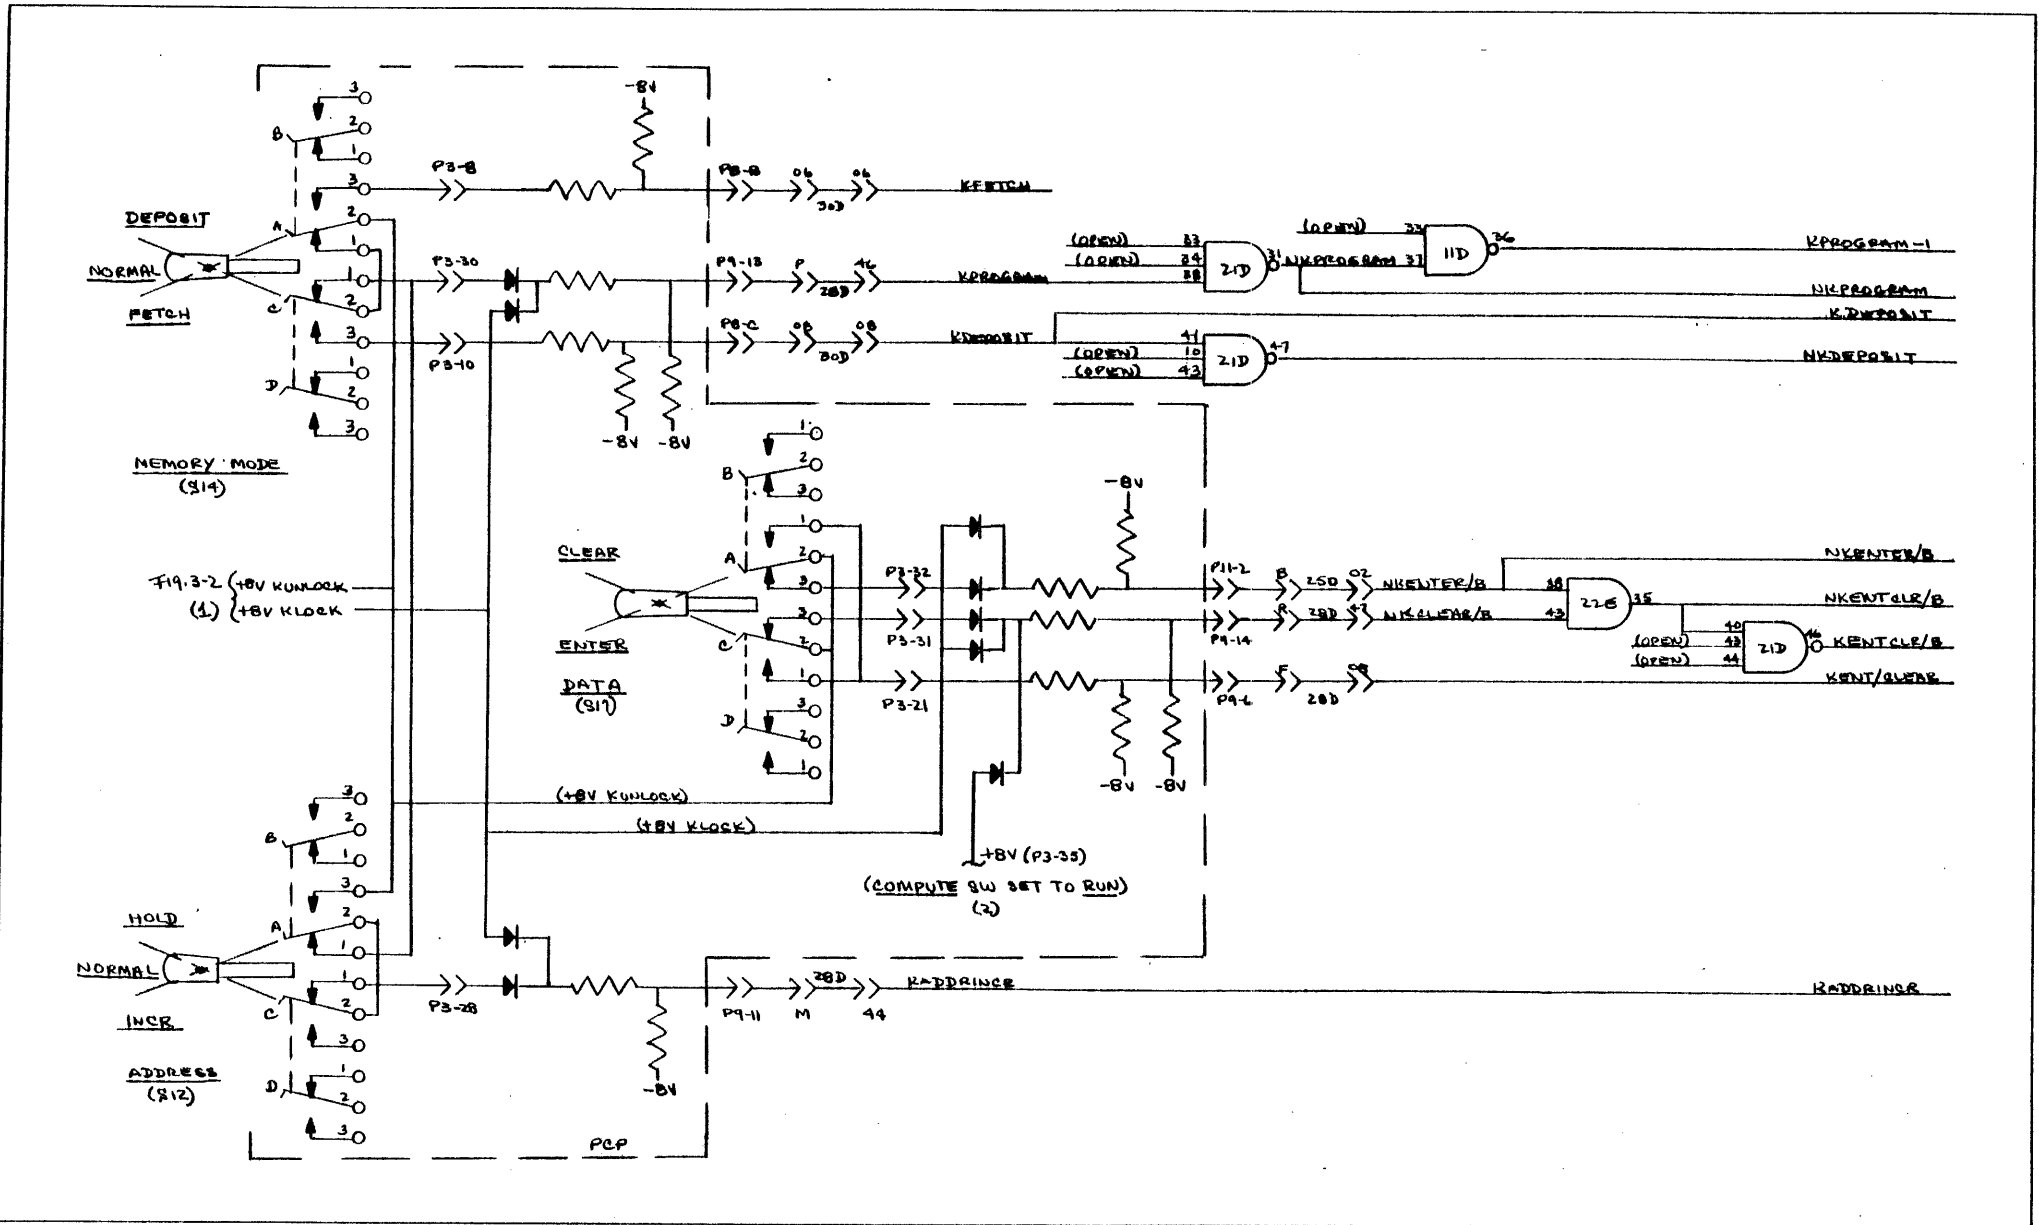 3
-8V
2
B
1
P3-8
P8-B 06 06
3
KFETCH
30D
DEPOSIT
2
A
1
(OPEN) 33
(OPEN) 34
38
21D
31
NKPROGRAM 37
(OPEN) 33
11D
36
KPROGRAM-1
NORMAL
1
P3-30
P9-13 P 46
KPROGRAM
28D
NKPROGRAM
FETCH
C
2
KDEPOSIT
3
P8-C 08 08
KDEPOSIT
30D
41
(OPEN) 10
(OPEN) 43
21D
47
NKDEPOSIT
P3-10
1
D
2
3
-8V -8V
MEMORY MODE
(S14)
1
2
B
3
-8V
1
CLEAR
A
2
3
P3-32
P11-2 B 25D 02 NKENTER/B
NKENTER/B
FIG. 3-2 +8V KUNLOCK
(1) +8V KLOCK
38
43
22E
35
NKENTCLR/B
3
P3-31
P9-14 R 28D 47 NKCLEAR/B
ENTER
C
2
40
(OPEN) 43
(OPEN) 44
21D
46
KENTCLR/B
DATA
(S17)
1
P3-21
P9-6 F 28D 08
KENT/CLEAR
3
D
2
1
-8V -8V
(+8V KUNLOCK)
(+8V KLOCK)
+8V (P3-35)
(COMPUTE SW SET TO RUN)
(2)
3
2
B
1
3
HOLD
A
2
1
NORMAL
1
P3-28
P9-11 M 28D 44
KADDRINCR
KADDRINCR
INCR
C
2
3
ADDRESS
(S12)
1
D
2
3
-8V
PCP